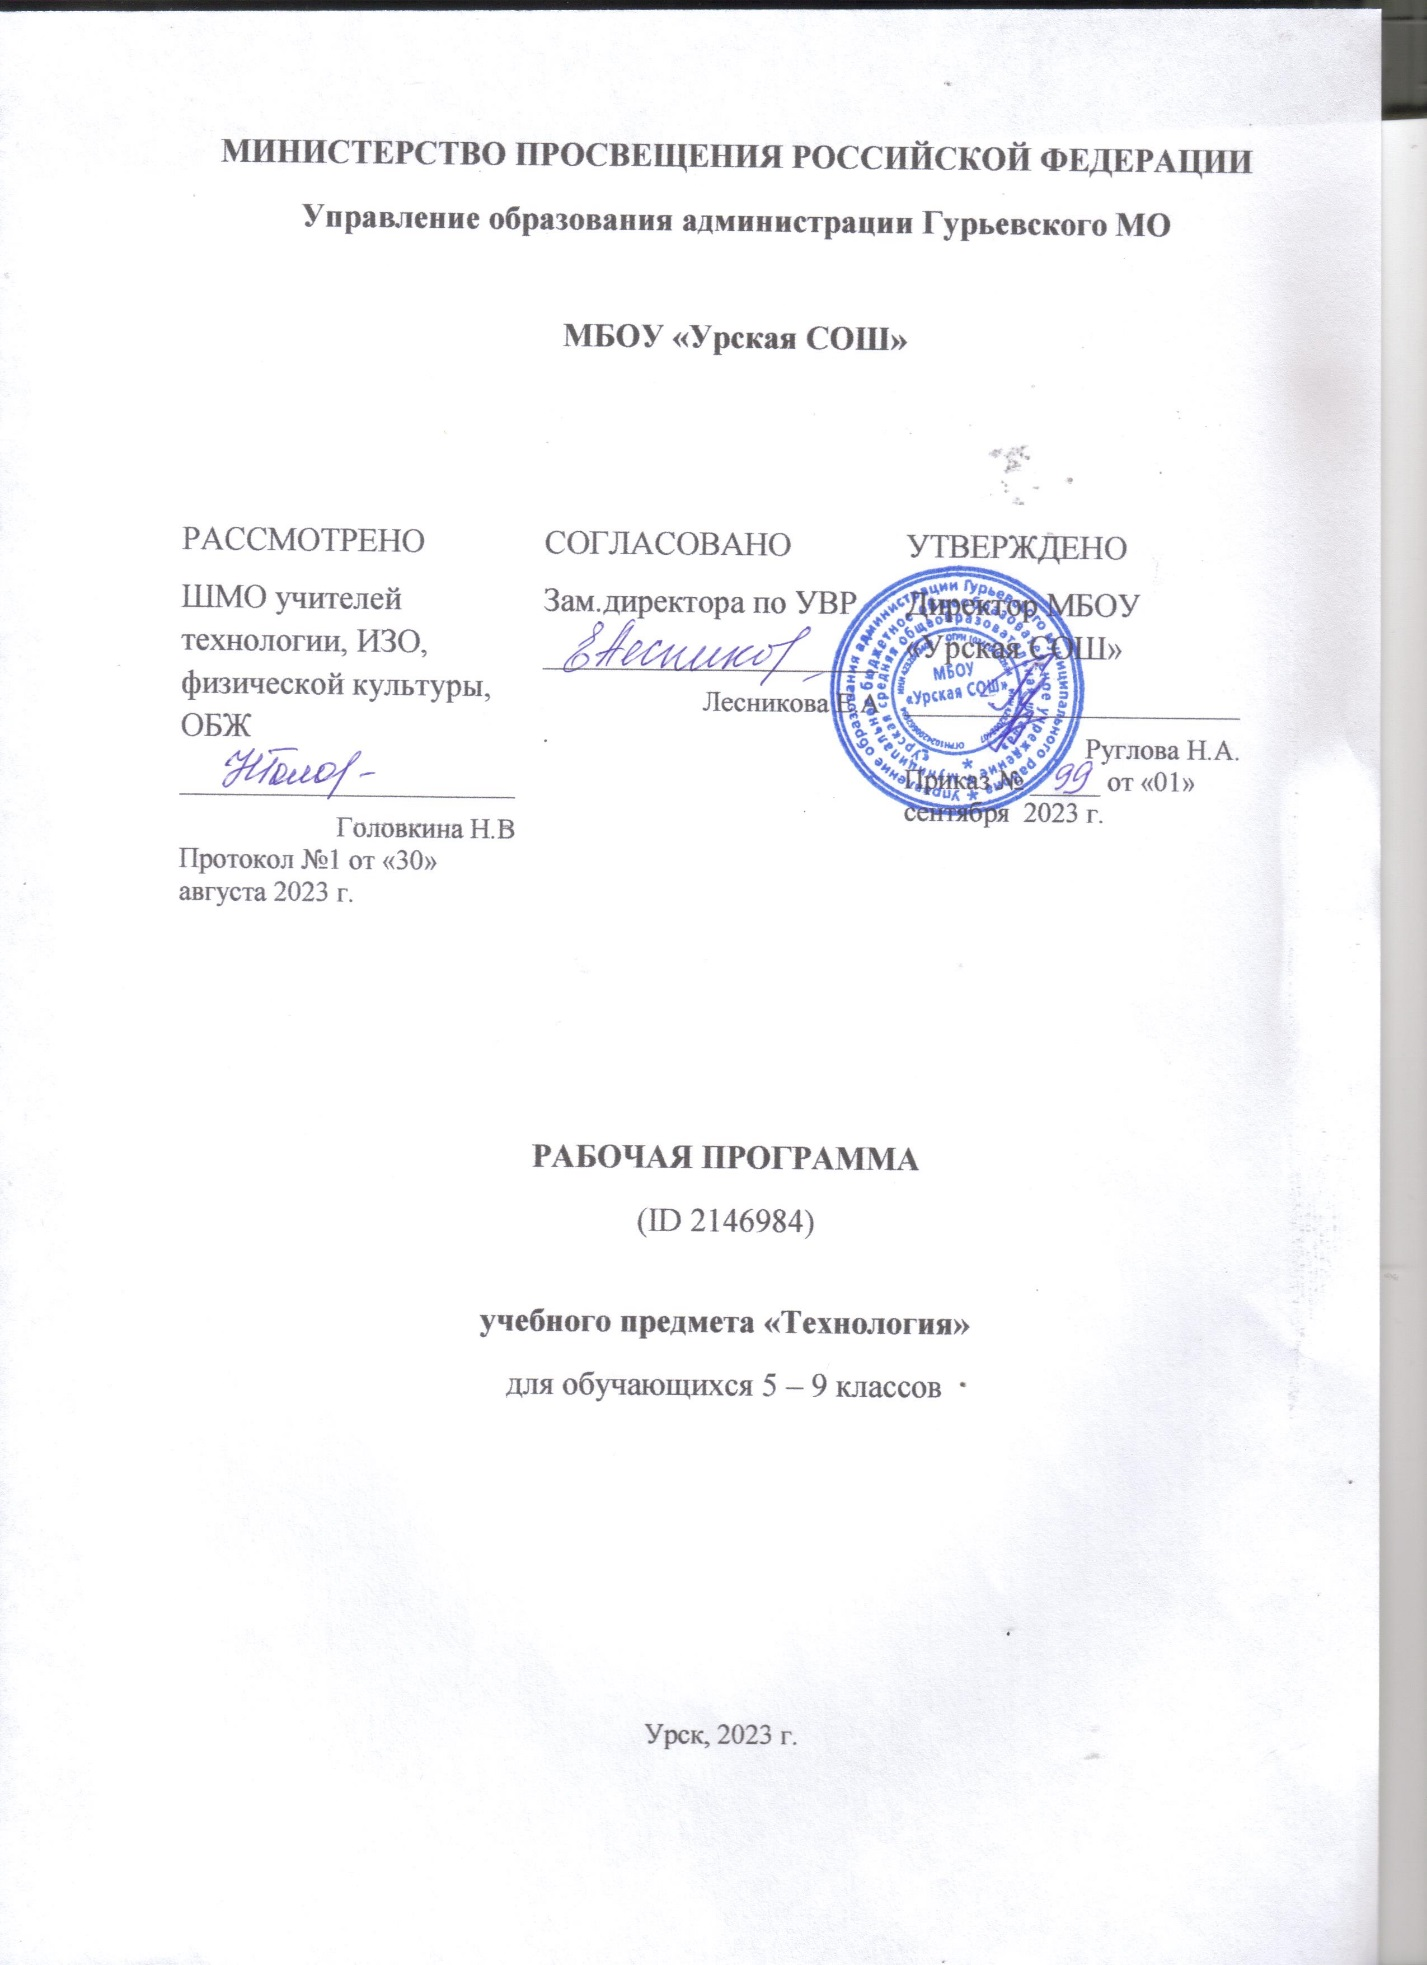 МИНИСТЕРСТВО ПРОСВЕЩЕНИЯ РОССИЙСКОЙ ФЕДЕРАЦИИ
Управление образования администрации Гурьевского МО
МБОУ «Урская СОШ»
РАССМОТРЕНО
ШМО учителей
технологии, ИЗО,
физической культуры,
ОБЖ
Головкина Н.В
Протокол №1 от «30»
августа 2023 г.
СОГЛАСОВАНО
Зам.директора по УВР
Лесникова Е.А
УТВЕРЖДЕНО
Директор МБОУ
«Урская СОШ»
Руглова Н.А.
Приказ № 99 от «01»
сентября 2023 г.
МБОУ
«Урская СОШ»
РАБОЧАЯ ПРОГРАММА
(ID 2146984)
учебного предмета «Технология»
для обучающихся 5 – 9 классов
Урск, 2023 г.